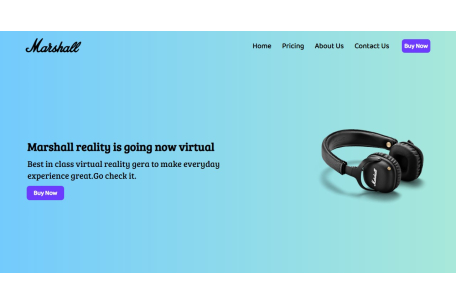 Marshall
Home Pricing About Us Contact Us Buy Now
Marshall reality is going now virtual
Best in class virtual reality gera to make everyday
experience great.Go check it.
Buy Now
Marshall